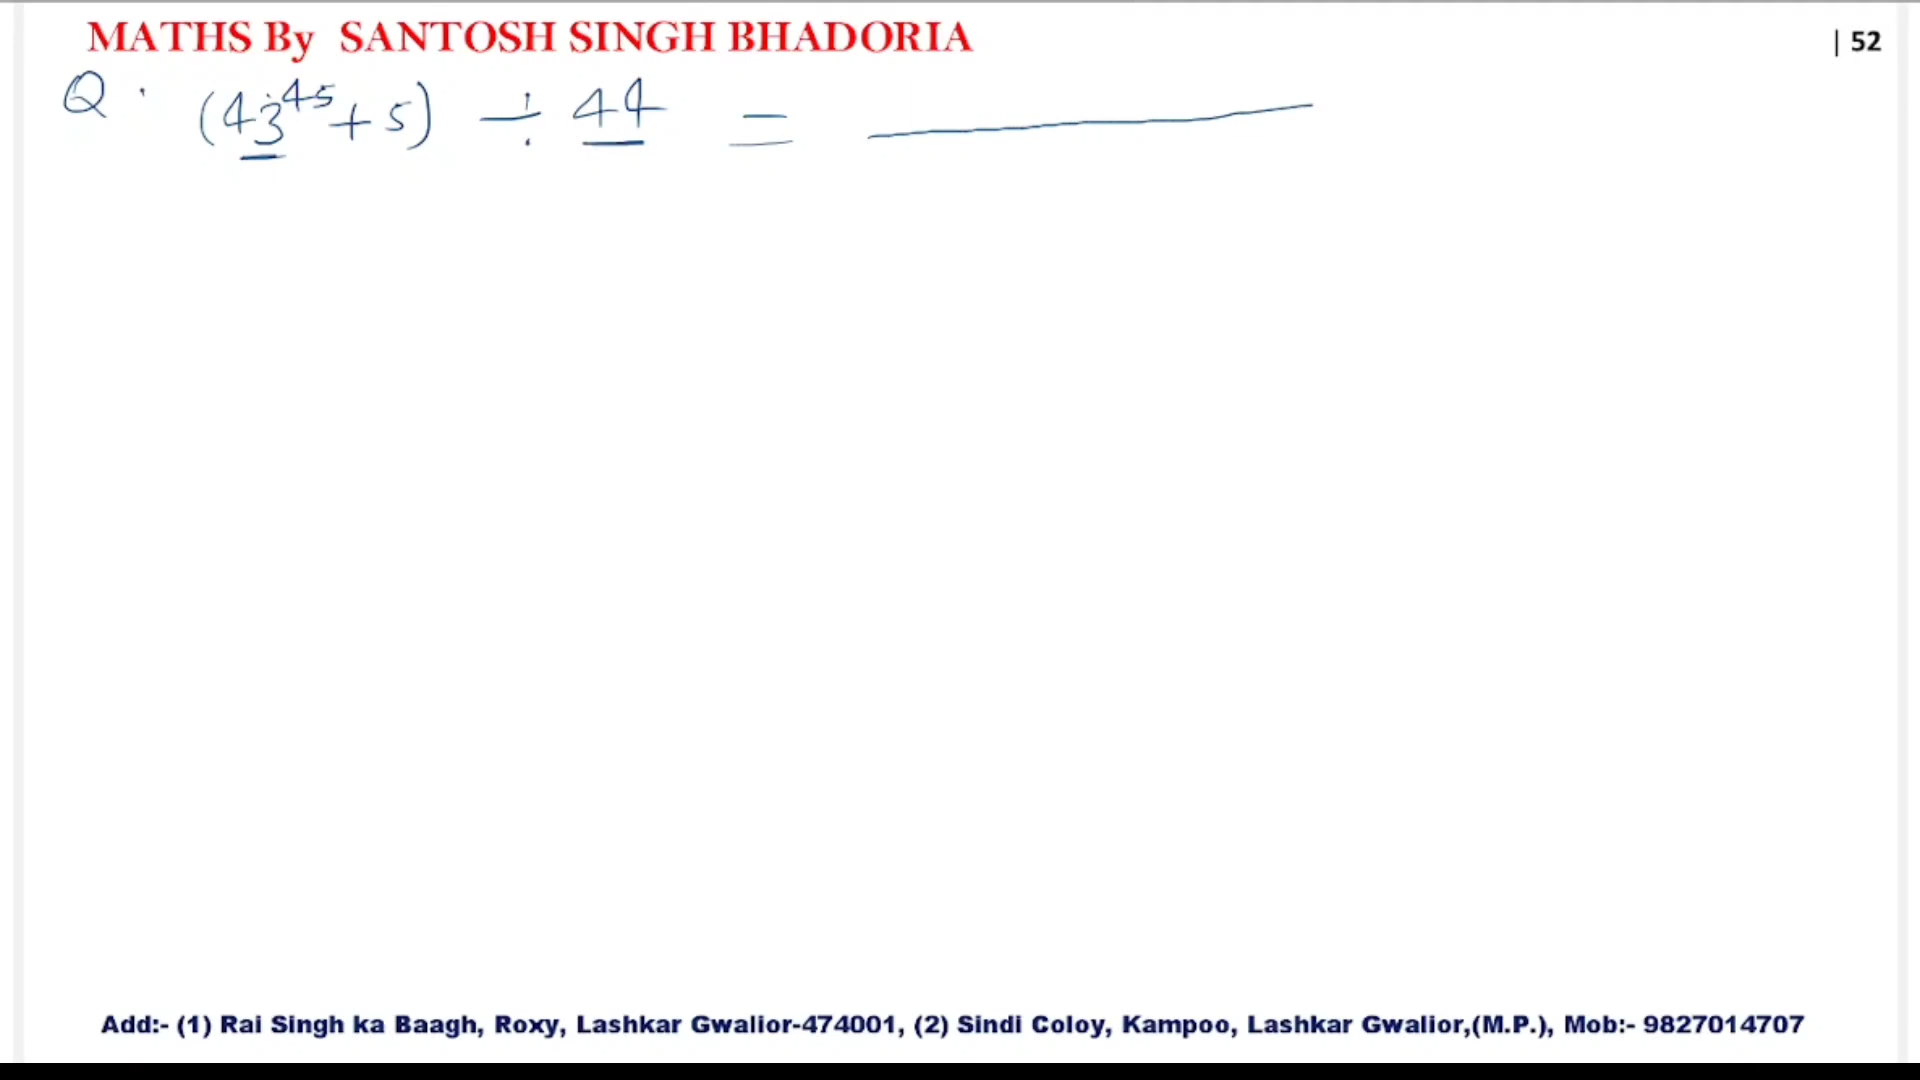 MATHS By SANTOSH SINGH BHADORIA
| 52
Q. (43⁴⁵+5) ÷ 44 =
Add:- (1) Rai Singh ka Baagh, Roxy, Lashkar Gwalior-474001, (2) Sindi Coloy, Kampoo, Lashkar Gwalior,(M.P.), Mob:- 9827014707